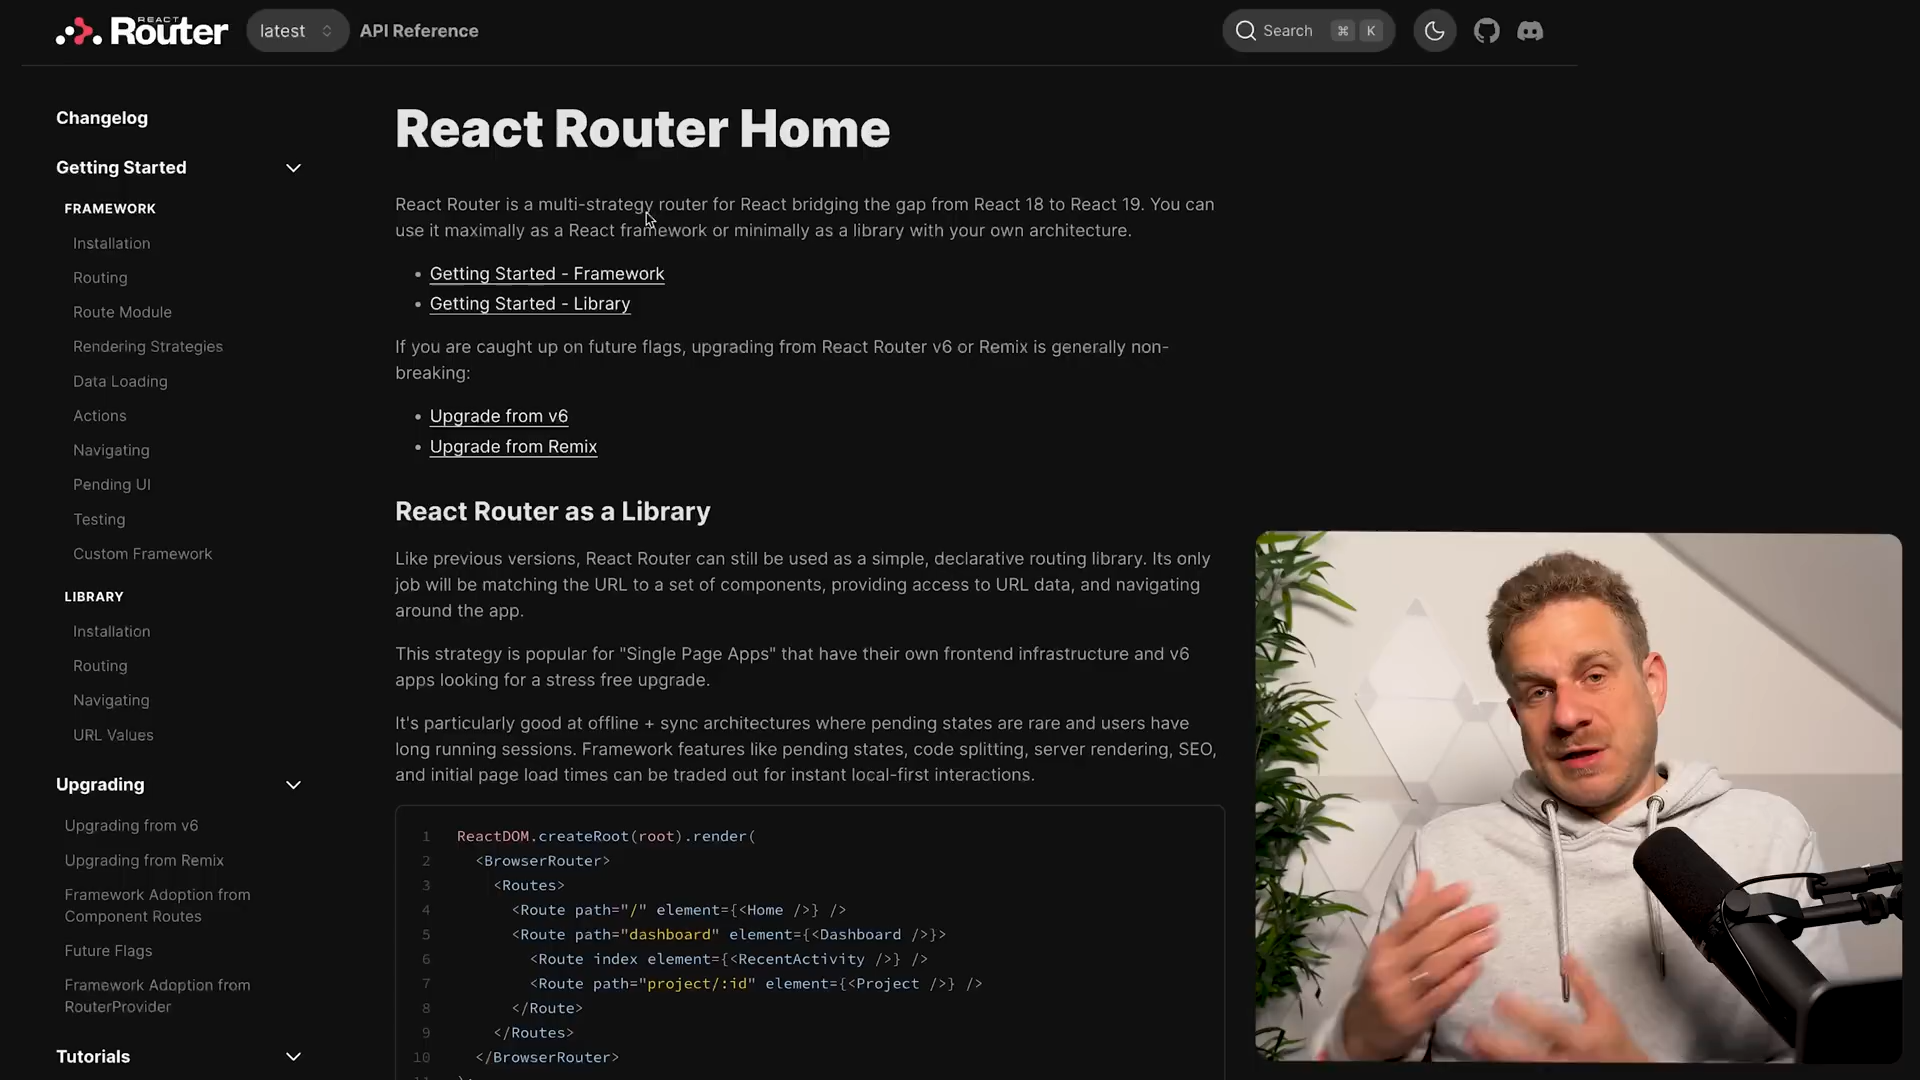 REACT
Router
latest
API Reference
Search
⌘
K
Changelog
Getting Started
FRAMEWORK
Installation
Routing
Route Module
Rendering Strategies
Data Loading
Actions
Navigating
Pending UI
Testing
Custom Framework
LIBRARY
Installation
Routing
Navigating
URL Values
Upgrading
Upgrading from v6
Upgrading from Remix
Framework Adoption from
Component Routes
Future Flags
Framework Adoption from
RouterProvider
Tutorials
React Router Home
React Router is a multi-strategy router for React bridging the gap from React 18 to React 19. You can
use it maximally as a React framework or minimally as a library with your own architecture.
• Getting Started - Framework
• Getting Started - Library
If you are caught up on future flags, upgrading from React Router v6 or Remix is generally non-
breaking:
• Upgrade from v6
• Upgrade from Remix
React Router as a Library
Like previous versions, React Router can still be used as a simple, declarative routing library. Its only
job will be matching the URL to a set of components, providing access to URL data, and navigating
around the app.
This strategy is popular for "Single Page Apps" that have their own frontend infrastructure and v6
apps looking for a stress free upgrade.
It's particularly good at offline + sync architectures where pending states are rare and users have
long running sessions. Framework features like pending states, code splitting, server rendering, SEO,
and initial page load times can be traded out for instant local-first interactions.
1 ReactDOM.createRoot(root).render(
2 <BrowserRouter>
3 <Routes>
4 <Route path="/" element={<Home />} />
5 <Route path="dashboard" element={<Dashboard />}>
6 <Route index element={<RecentActivity />} />
7 <Route path="project/:id" element={<Project />} />
8 </Route>
9 </Routes>
10 </BrowserRouter>